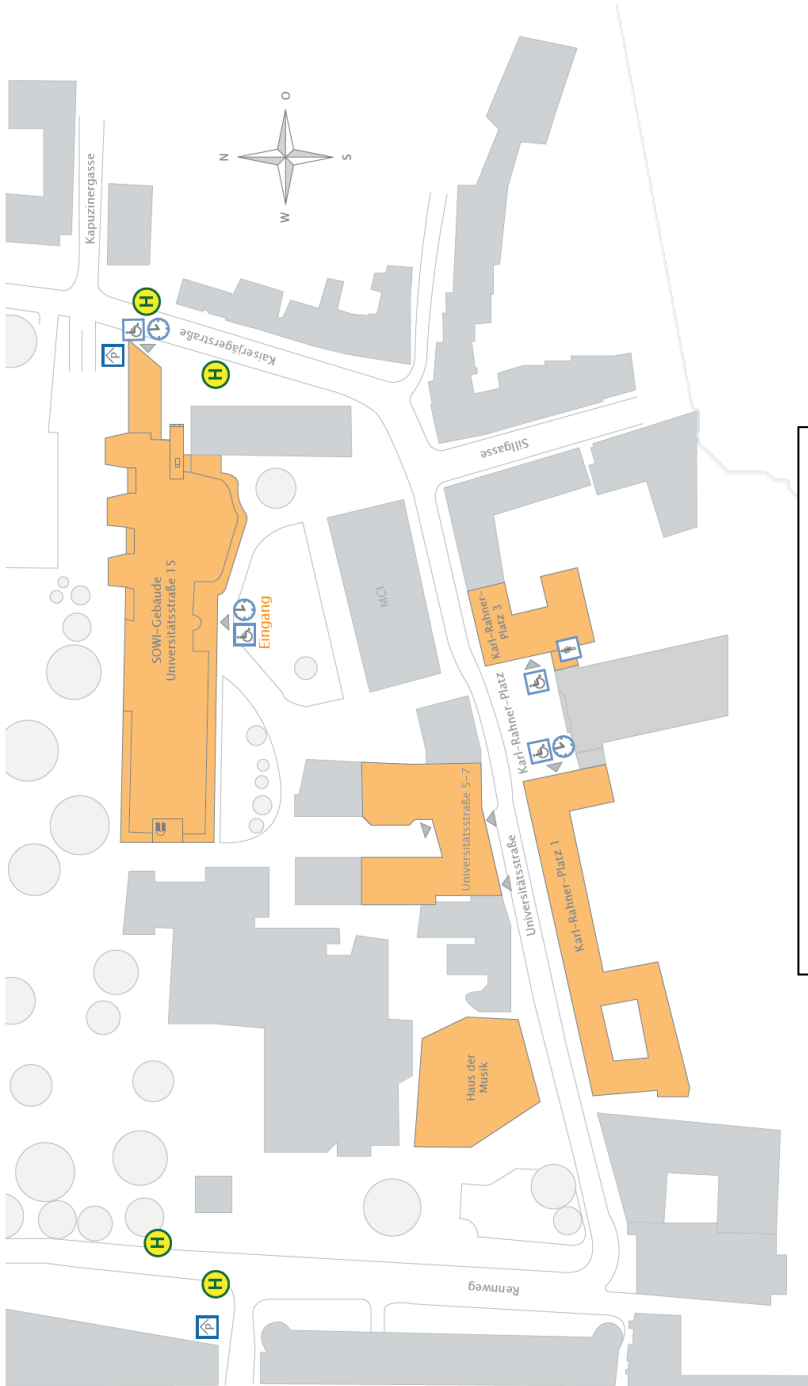 N
O
S
W
Kapuzinergasse
H
P
Kaiserjägerstraße
H
SOWI-Gebäude
Universitätsstraße 15
Eingang
Sillgasse
MCI
Karl-Rahner-
Platz 3
Karl-Rahner-Platz
Universitätsstraße 5-7
Universitätsstraße
Karl-Rahner-Platz 1
Haus der
Musik
H
H
P
Rennweg